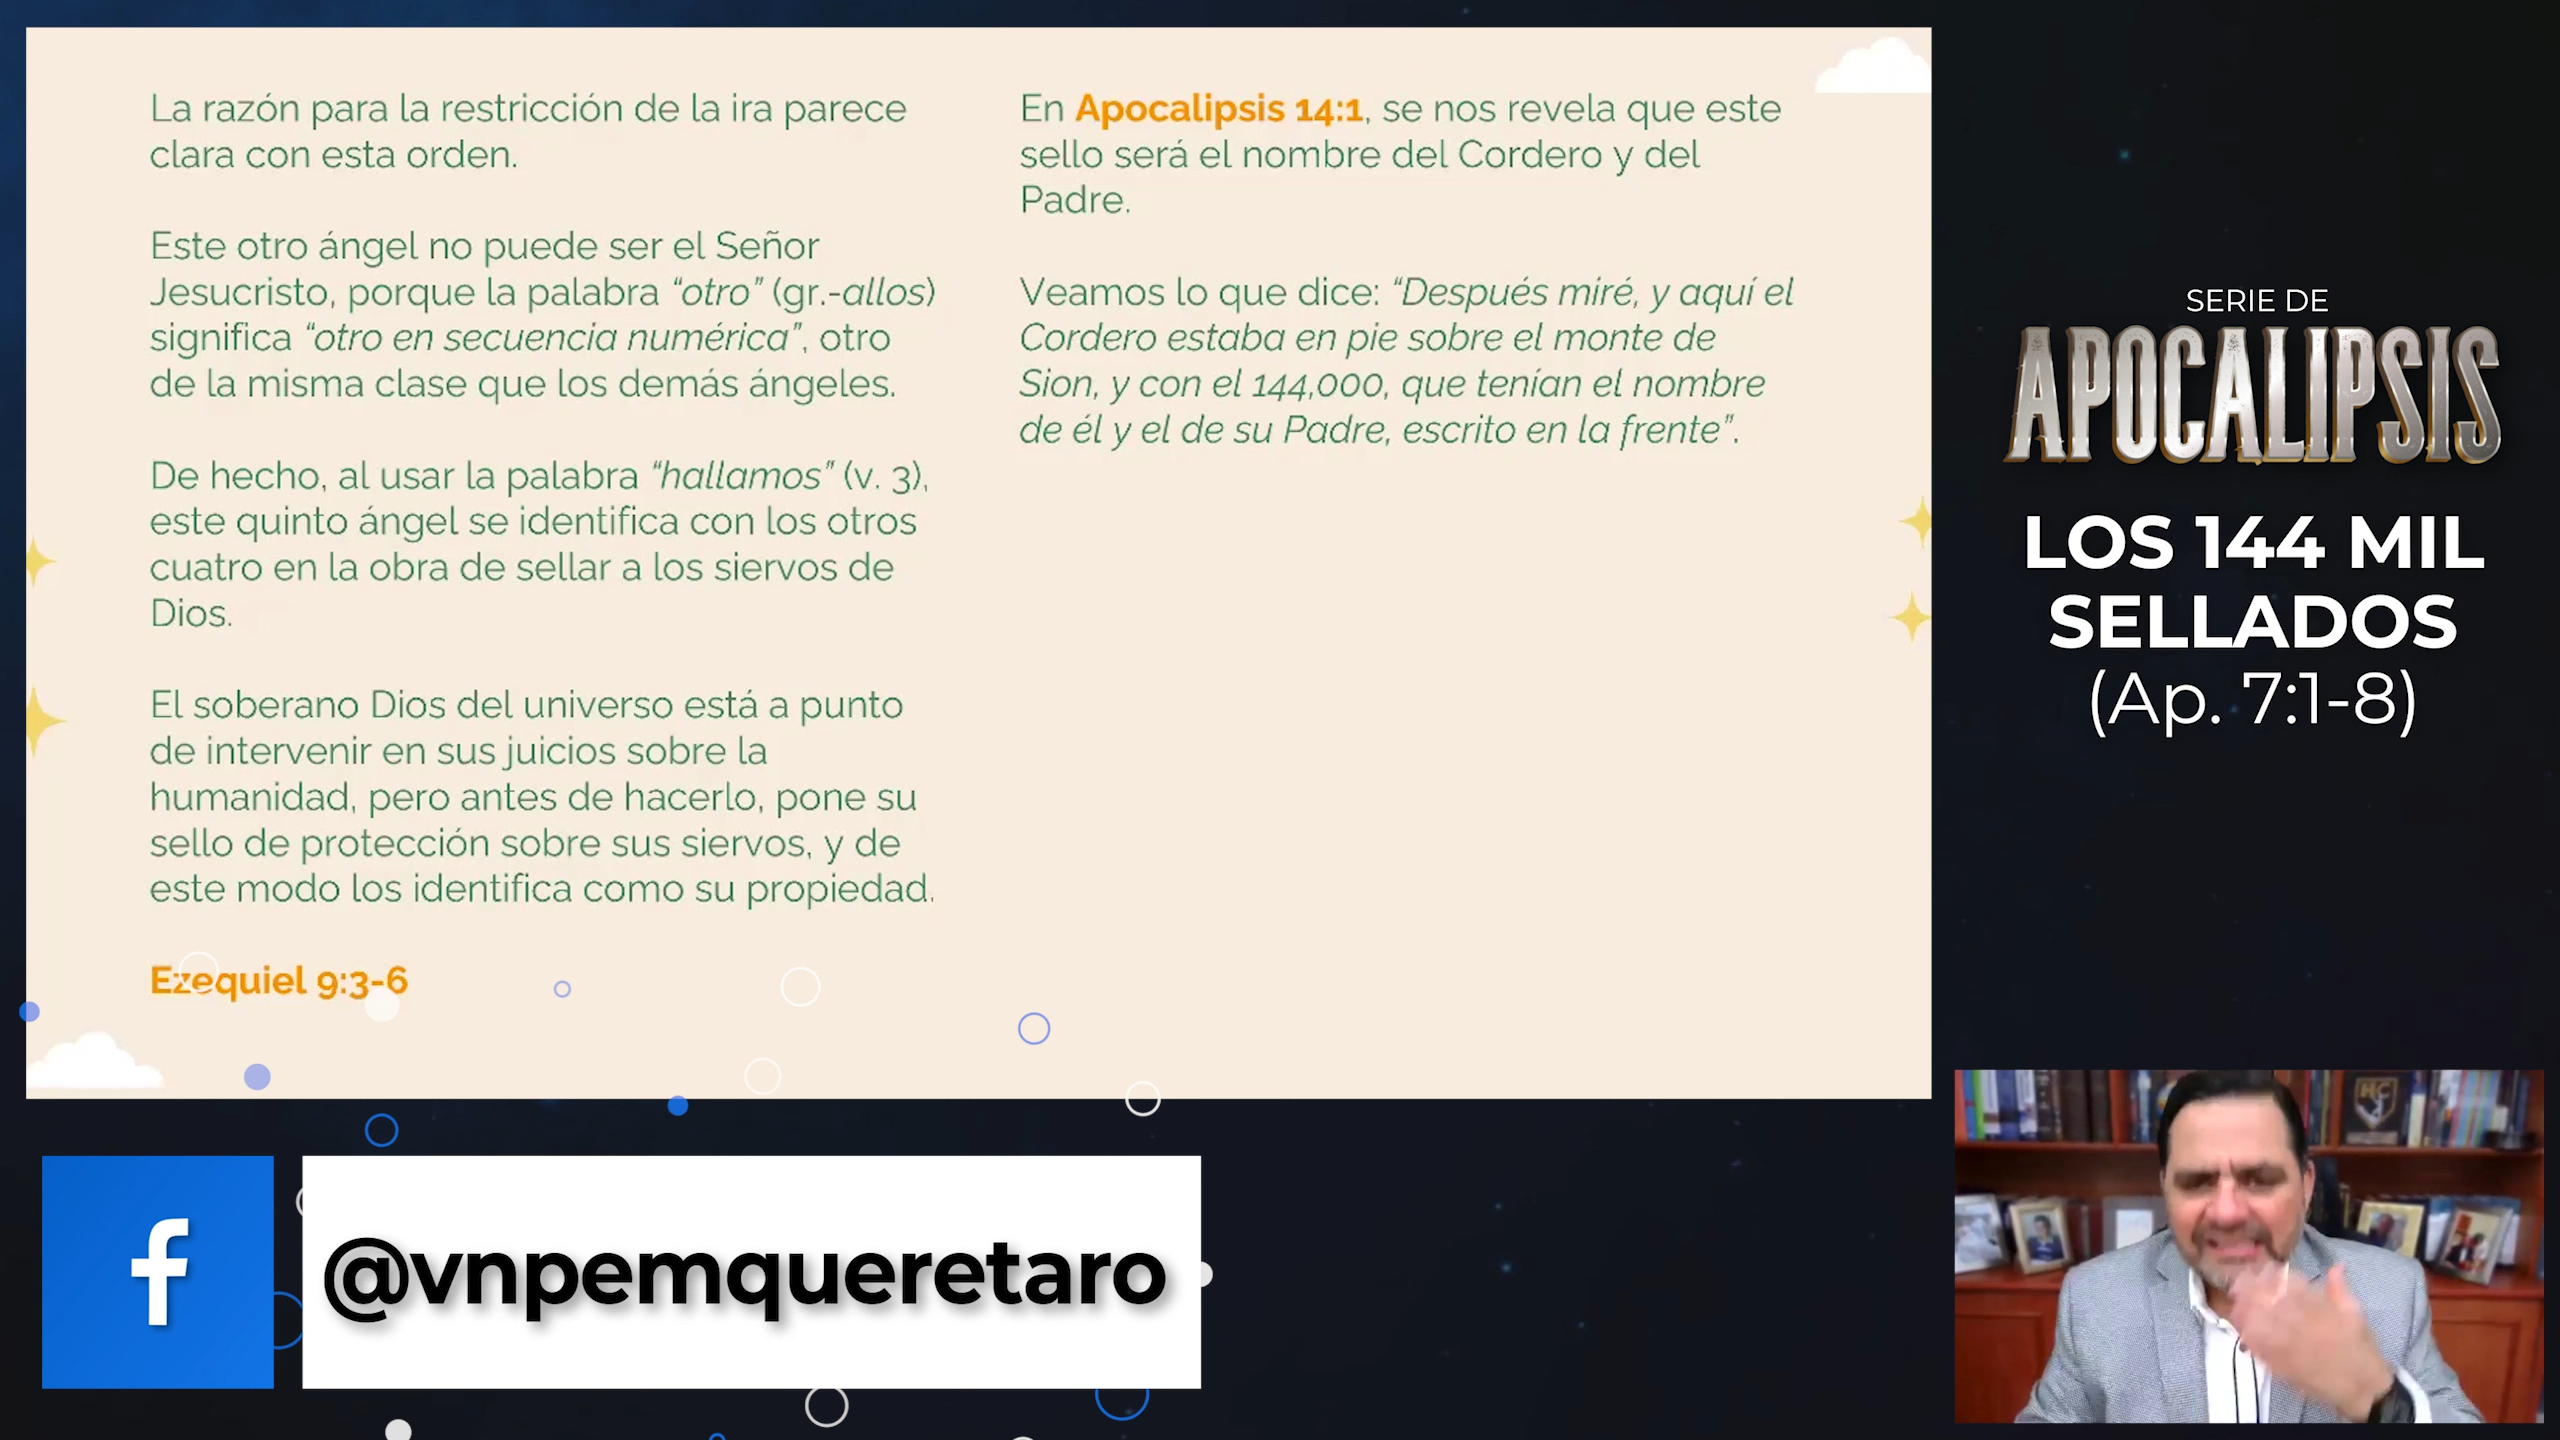 La razón para la restricción de la ira parece
clara con esta orden.
Este otro ángel no puede ser el Señor
Jesucristo, porque la palabra “otro” (gr.-allos)
significa “otro en secuencia numérica”, otro
de la misma clase que los demás ángeles.
De hecho, al usar la palabra “hallamos” (v. 3),
este quinto ángel se identifica con los otros
cuatro en la obra de sellar a los siervos de
Dios.
El soberano Dios del universo está a punto
de intervenir en sus juicios sobre la
humanidad, pero antes de hacerlo, pone su
sello de protección sobre sus siervos, y de
este modo los identifica como su propiedad.
Ezequiel 9:3-6
En Apocalipsis 14:1, se nos revela que este
sello será el nombre del Cordero y del
Padre.
Veamos lo que dice: “Después miré, y aquí el
Cordero estaba en pie sobre el monte de
Sion, y con el 144,000, que tenían el nombre
de él y el de su Padre, escrito en la frente”.
SERIE DE
APOCALIPSIS
LOS 144 MIL
SELLADOS
(Ap. 7:1-8)
HC
f
@vnpemqueretaro